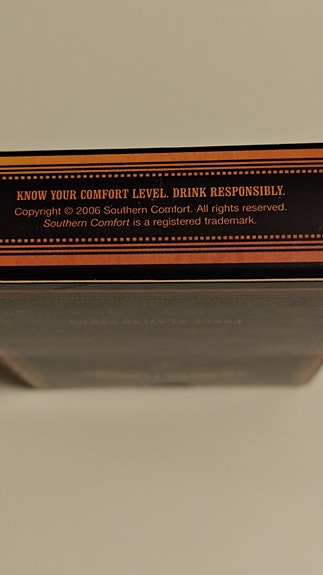 KNOW YOUR COMFORT LEVEL. DRINK RESPONSIBLY.
Copyright © 2006 Southern Comfort. All rights reserved.
Southern Comfort is a registered trademark.